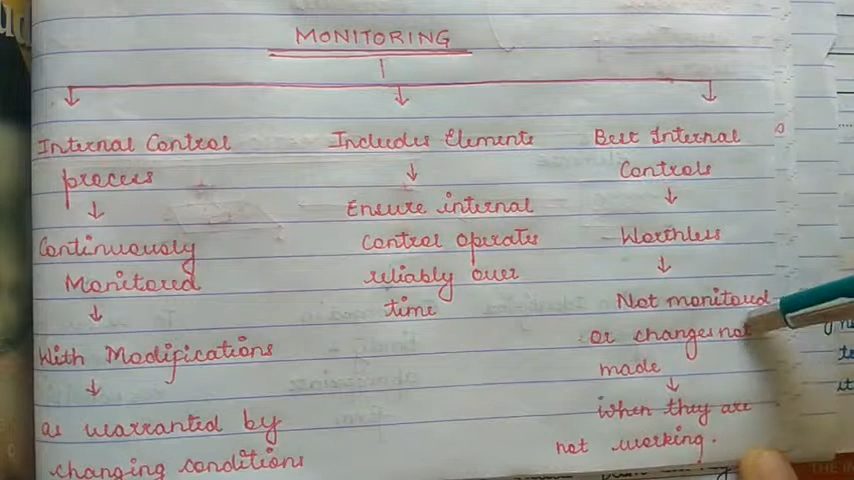 MONITORING
Internal Control
process
Continuously
Monitored
With Modifications
as warranted by
changing conditions
Includes Elements
Ensure internal
Control operates
reliably over
time
Best Internal
Controls
Worthless
Not monitored
or changes not
made
when they are
not working.